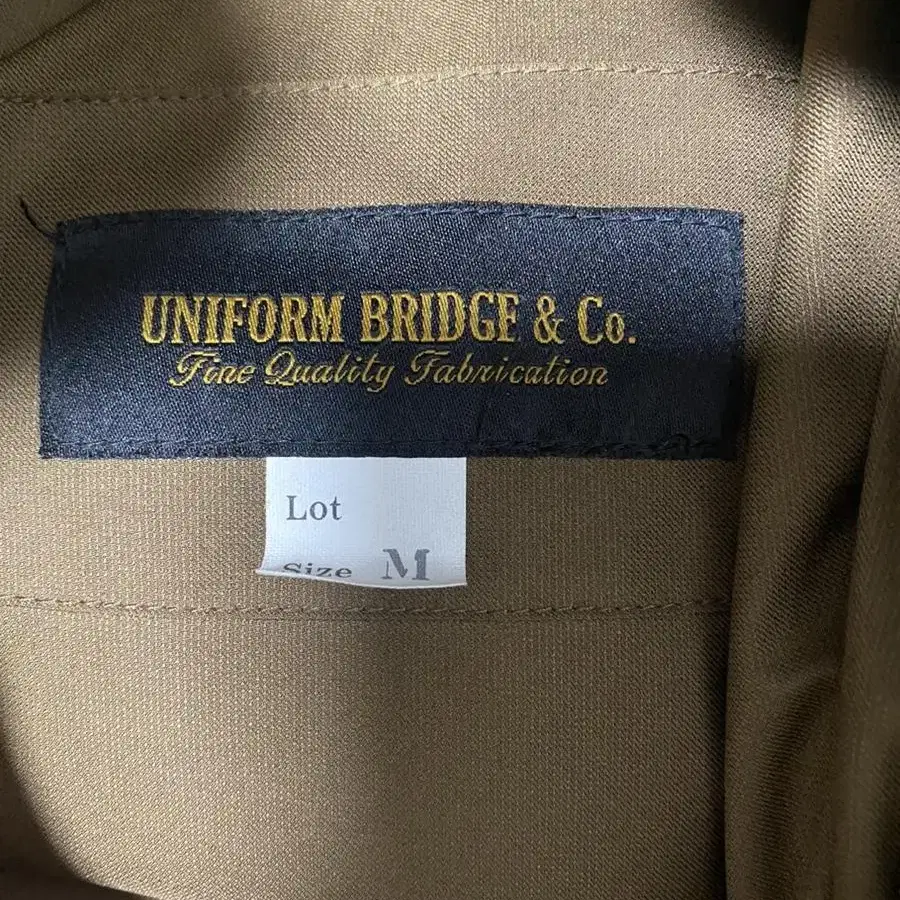 UNIFORM BRIDGE & Co.
Fine Quality Fabrication
Lot
Size M